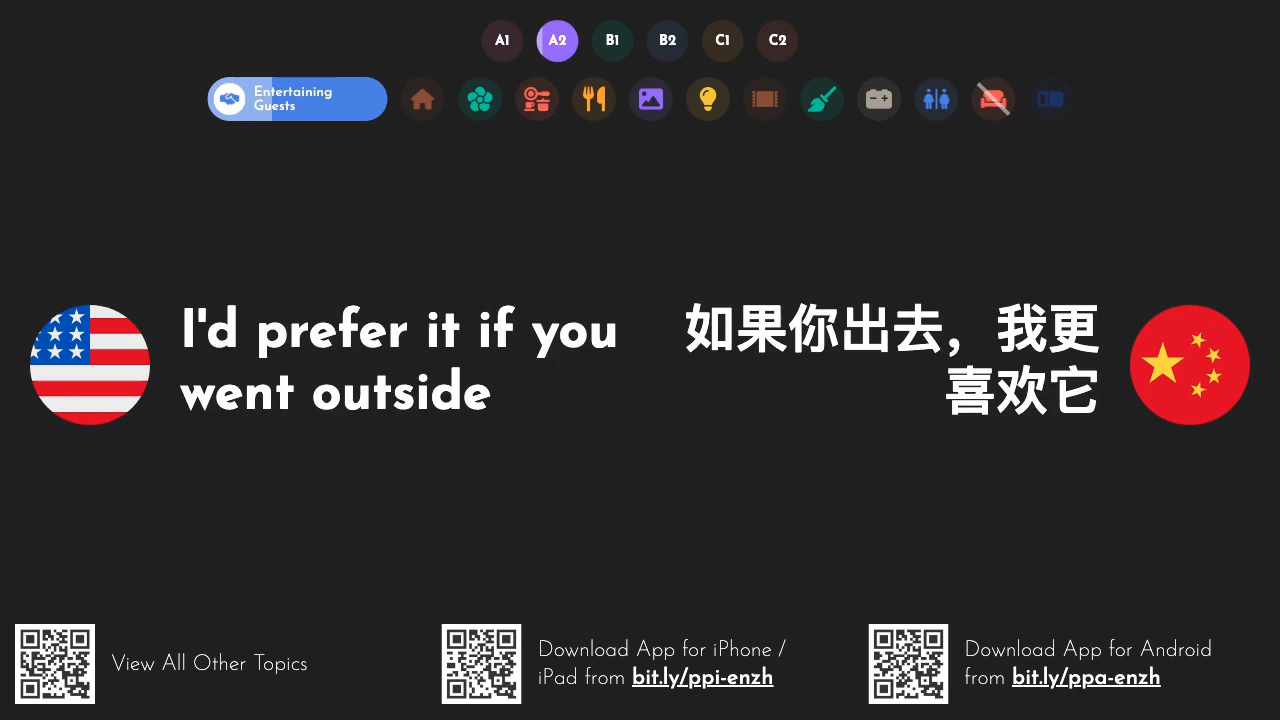 A1 A2 B1 B2 C1 C2
Entertaining
Guests
I'd prefer it if you
went outside
如果你出去，我更
喜欢它
View All Other Topics
Download App for iPhone /
iPad from bit.ly/ppi-enzh
Download App for Android
from bit.ly/ppa-enzh